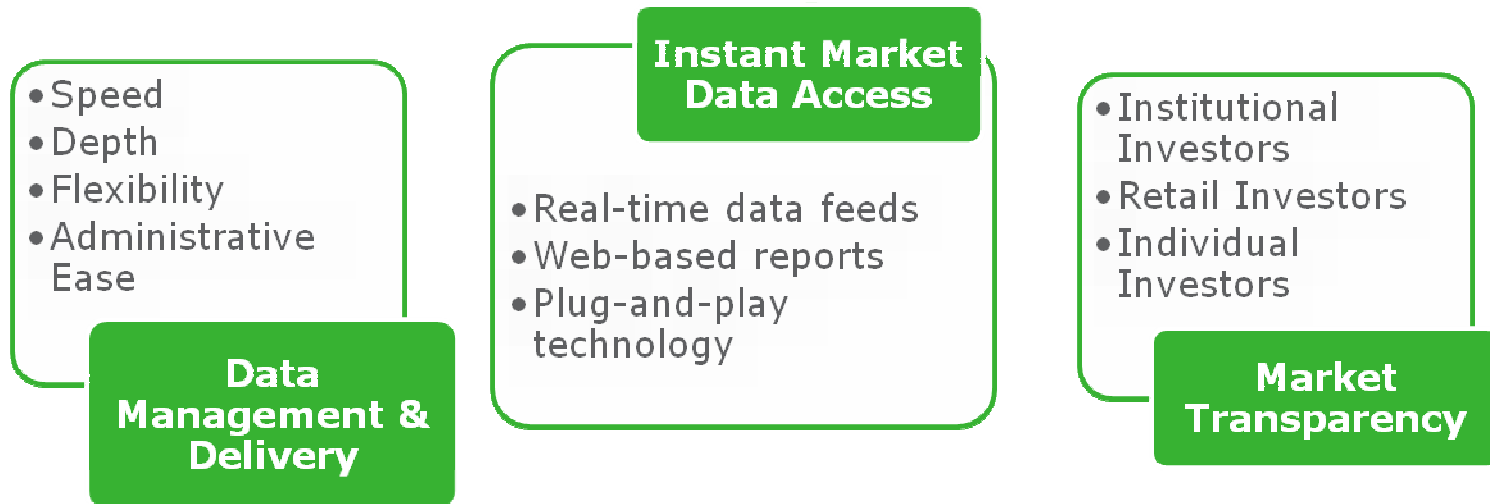 • Speed
• Depth
• Flexibility
• Administrative
Ease
Data
Management &
Delivery
Instant Market
Data Access
• Real-time data feeds
• Web-based reports
• Plug-and-play
technology
• Institutional
Investors
• Retail Investors
• Individual
Investors
Market
Transparency